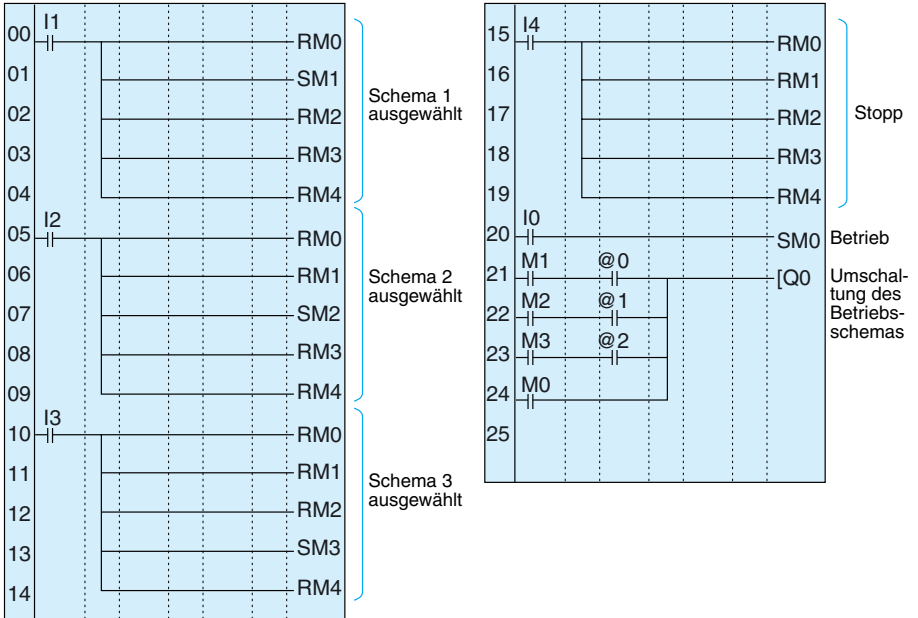 00 I1 RM0
01 SM1
02 RM2
03 RM3
04 RM4
Schema 1
ausgewählt
05 I2 RM0
06 RM1
07 SM2
08 RM3
09 RM4
Schema 2
ausgewählt
10 I3 RM0
11 RM1
12 RM2
13 SM3
14 RM4
Schema 3
ausgewählt
15 I4 RM0
16 RM1
17 RM2
18 RM3
19 RM4
Stopp
20 I0 SM0 Betrieb
21 M1 @0 [Q0
22 M2 @1
23 M3 @2
24 M0
25
Umschal-
tung des
Betriebs-
schemas